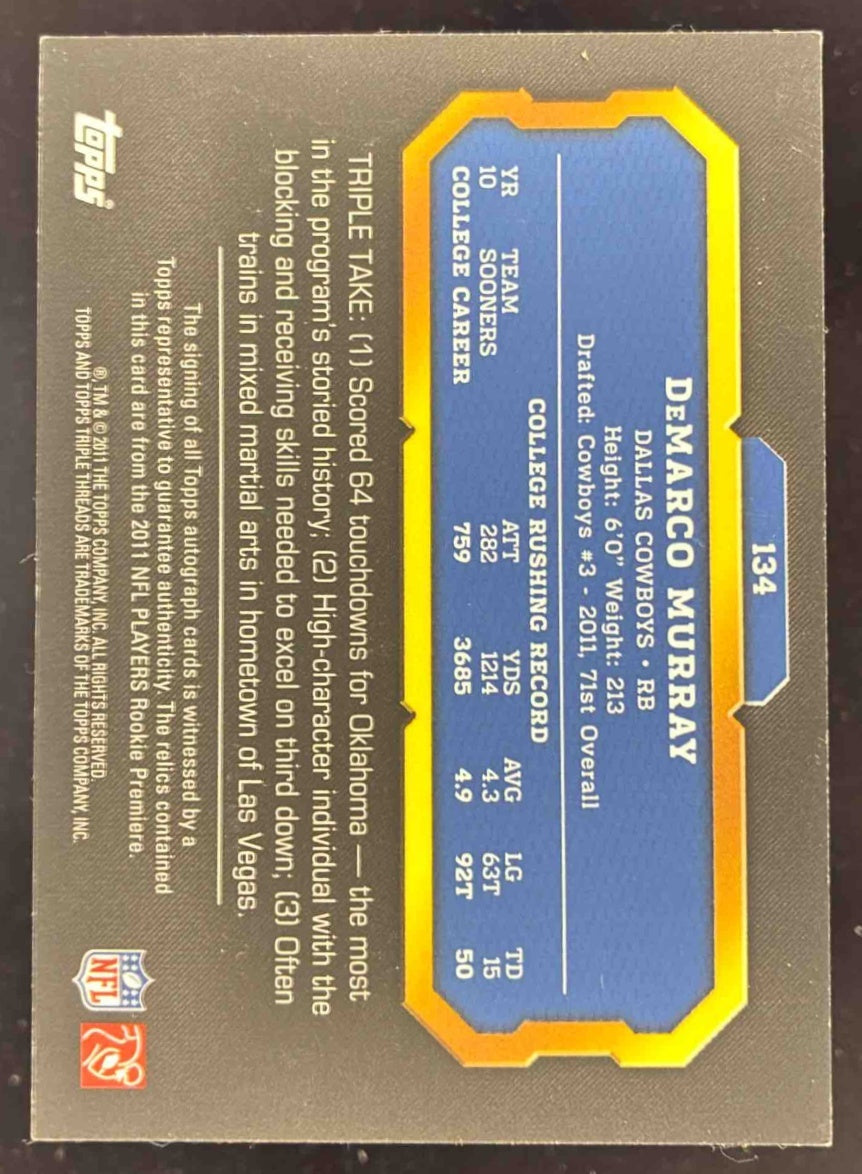 134
DeMARCO MURRAY
DALLAS COWBOYS • RB
Height: 6'0" Weight: 213
Drafted: Cowboys #3 - 2011, 71st Overall
COLLEGE RUSHING RECORD
YR TEAM ATT YDS AVG LG TD
10 SOONERS 282 1214 4.3 63T 15
COLLEGE CAREER 759 3685 4.9 92T 50
TRIPLE TAKE: (1) Scored 64 touchdowns for Oklahoma — the most
in the program's storied history; (2) High-character individual with the
blocking and receiving skills needed to excel on third down; (3) Often
trains in mixed martial arts in hometown of Las Vegas.
The signing of all Topps autograph cards is witnessed by a
Topps representative to guarantee authenticity. The relics contained
in this card are from the 2011 NFL PLAYERS Rookie Premiere.
®, TM & © 2011 THE TOPPS COMPANY, INC. ALL RIGHTS RESERVED.
TOPPS AND TOPPS TRIPLE THREADS ARE TRADEMARKS OF THE TOPPS COMPANY, INC.
topps
NFL